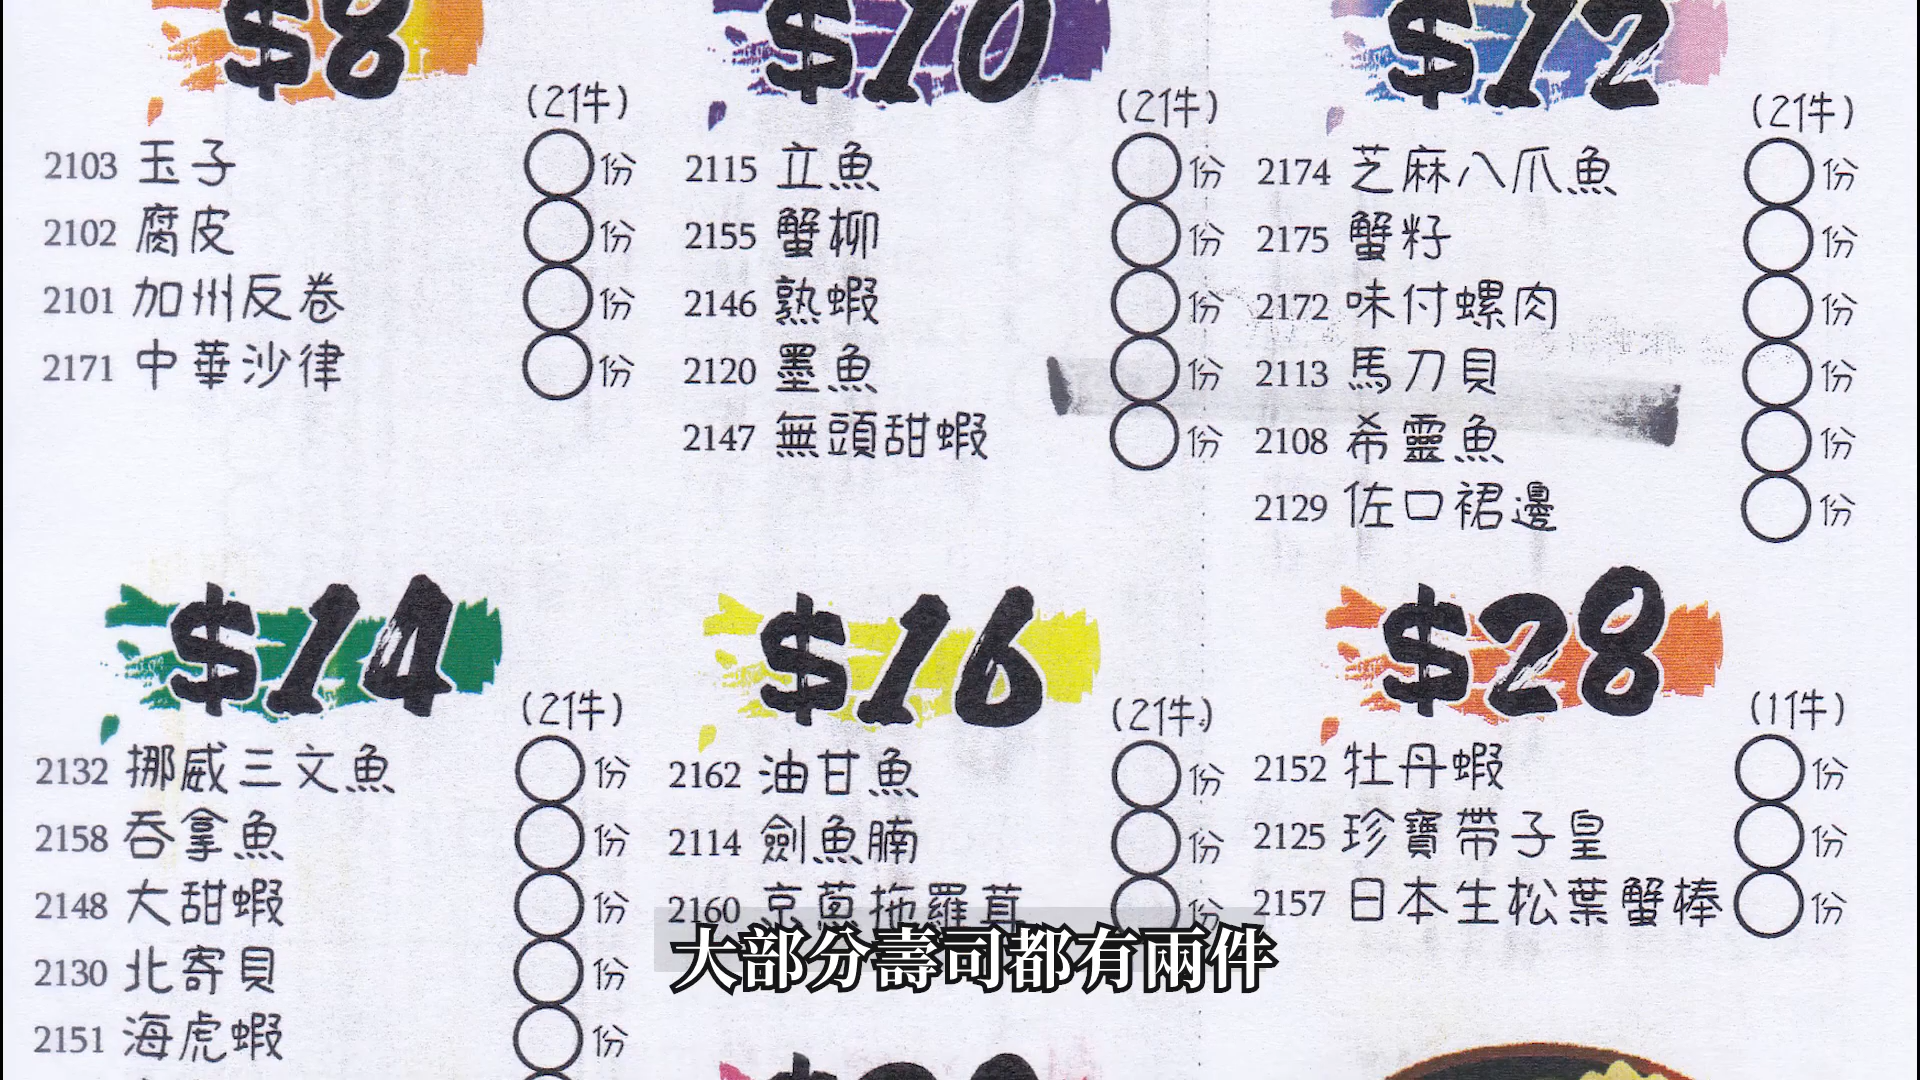 $8
(2件)
2103 玉子 份
2102 腐皮 份
2101 加州反卷 份
2171 中華沙律 份
$10
(2件)
2115 立魚 份
2155 蟹柳 份
2146 熟蝦 份
2120 墨魚 份
2147 無頭甜蝦 份
$12
(2件)
2174 芝麻八爪魚 份
2175 蟹籽 份
2172 味付螺肉 份
2113 馬刀貝 份
2108 希靈魚 份
2129 佐口裙邊 份
$14
(2件)
2132 挪威三文魚 份
2158 吞拿魚 份
2148 大甜蝦 份
2130 北寄貝 份
2151 海虎蝦 份
$16
(2件)
2162 油甘魚 份
2114 劍魚腩 份
2160 京蔥拖羅茸 份
$28
(1件)
2152 牡丹蝦 份
2125 珍寶帶子皇 份
2157 日本生松葉蟹棒 份
大部分壽司都有兩件